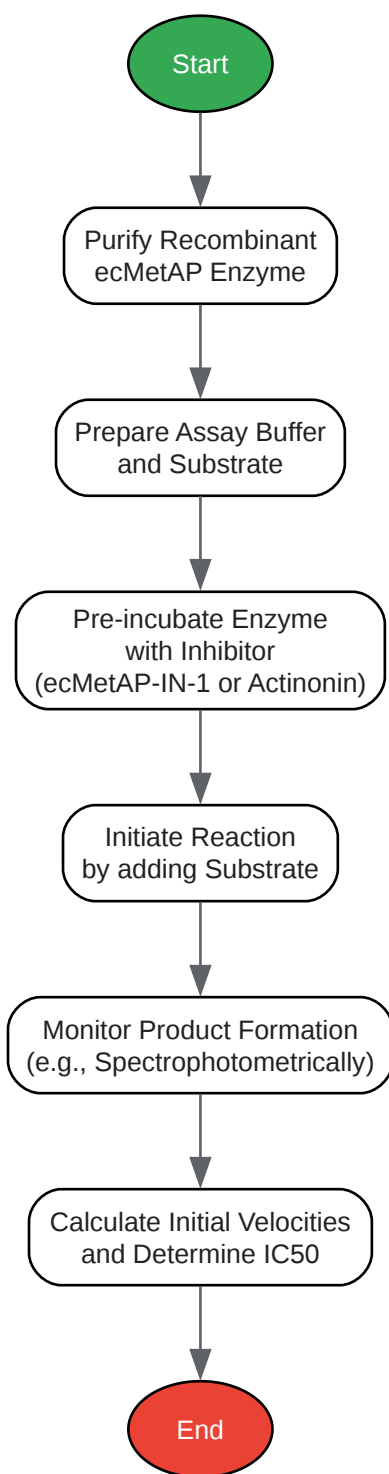 Start
Purify Recombinant
ecMetAP Enzyme
Prepare Assay Buffer
and Substrate
Pre-incubate Enzyme
with Inhibitor
(ecMetAP-IN-1 or Actinonin)
Initiate Reaction
by adding Substrate
Monitor Product Formation
(e.g., Spectrophotometrically)
Calculate Initial Velocities
and Determine IC50
End